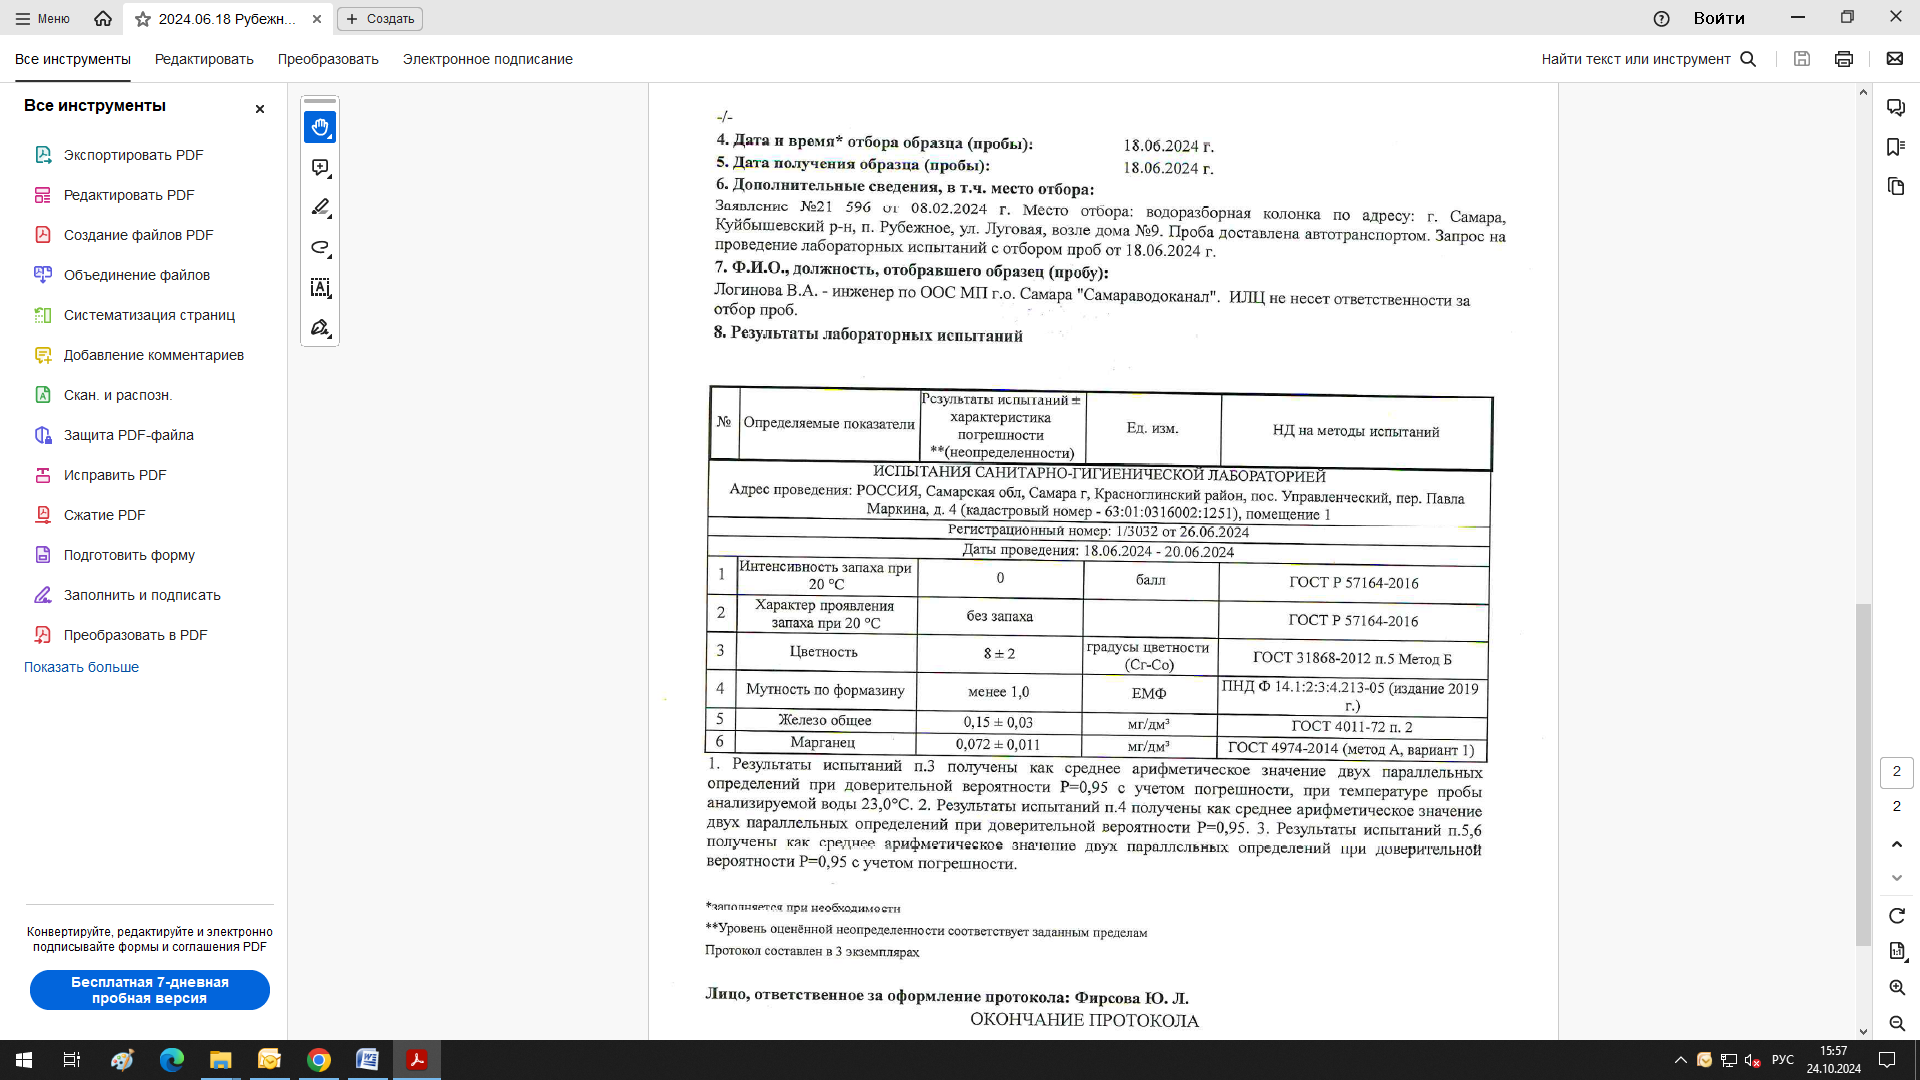 Меню
2024.06.18 Рубежн...
Создать
Войти
Все инструменты
Редактировать
Преобразовать
Электронное подписание
Найти текст или инструмент
Все инструменты
Экспортировать PDF
Редактировать PDF
Создание файлов PDF
Объединение файлов
Систематизация страниц
Добавление комментариев
Скан. и распозн.
Защита PDF-файла
Исправить PDF
Сжатие PDF
Подготовить форму
Заполнить и подписать
Преобразовать в PDF
Показать больше
Конвертируйте, редактируйте и электронно
подписывайте формы и соглашения PDF
Бесплатная 7-дневная
пробная версия
-/-
4. Дата и время* отбора образца (пробы): 18.06.2024 г.
5. Дата получения образца (пробы): 18.06.2024 г.
6. Дополнительные сведения, в т.ч. место отбора:
Заявление №21 596 от 08.02.2024 г. Место отбора: водоразборная колонка по адресу: г. Самара,
Куйбышевский р-н, п. Рубежное, ул. Луговая, возле дома №9. Проба доставлена автотранспортом. Запрос на
проведение лабораторных испытаний с отбором проб от 18.06.2024 г.
7. Ф.И.О., должность, отобравшего образец (пробу):
Логинова В.А. - инженер по ООС МП г.о. Самара "Самараводоканал". ИЛЦ не несет ответственности за
отбор проб.
8. Результаты лабораторных испытаний
№
Определяемые показатели
Результаты испытаний ±
характеристика
погрешности
**(неопределенности)
Ед. изм.
НД на методы испытаний
ИСПЫТАНИЯ САНИТАРНО-ГИГИЕНИЧЕСКОЙ ЛАБОРАТОРИЕЙ
Адрес проведения: РОССИЯ, Самарская обл, Самара г, Красноглинский район, пос. Управленческий, пер. Павла
Маркина, д. 4 (кадастровый номер - 63:01:0316002:1251), помещение 1
Регистрационный номер: 1/3032 от 26.06.2024
Даты проведения: 18.06.2024 - 20.06.2024
1 Интенсивность запаха при
20 °С
0 балл ГОСТ Р 57164-2016
2 Характер проявления
запаха при 20 °С
без запаха ГОСТ Р 57164-2016
3 Цветность 8 ± 2 градусы цветности
(Cr-Co)
ГОСТ 31868-2012 п.5 Метод Б
4 Мутность по формазину менее 1,0 ЕМФ ПНД Ф 14.1:2:3:4.213-05 (издание 2019
г.)
5 Железо общее 0,15 ± 0,03 мг/дм³ ГОСТ 4011-72 п. 2
6 Марганец 0,072 ± 0,011 мг/дм³ ГОСТ 4974-2014 (метод А, вариант 1)
1. Результаты испытаний п.3 получены как среднее арифметическое значение двух параллельных
определений при доверительной вероятности Р=0,95 с учетом погрешности, при температуре пробы
анализируемой воды 23,0°С. 2. Результаты испытаний п.4 получены как среднее арифметическое значение
двух параллельных определений при доверительной вероятности Р=0,95. 3. Результаты испытаний п.5,6
получены как среднее арифметическое значение двух параллельных определений при доверительной
вероятности Р=0,95 с учетом погрешности.
*заполняется при необходимости
**Уровень оценённой неопределенности соответствует заданным пределам
Протокол составлен в 3 экземплярах
Лицо, ответственное за оформление протокола: Фирсова Ю. Л.
ОКОНЧАНИЕ ПРОТОКОЛА
2
2
РУС
15:57
24.10.2024